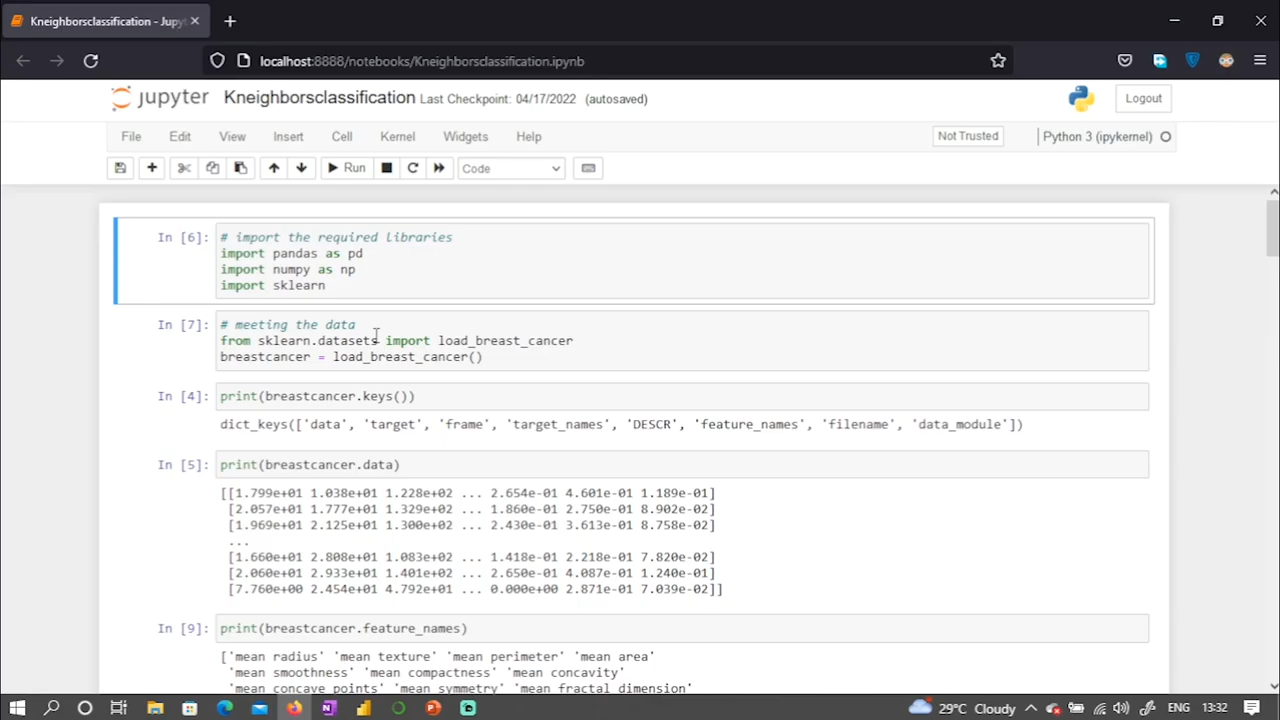 Kneighborsclassification - Jupyt
localhost:8888/notebooks/Kneighborsclassification.ipynb
jupyter Kneighborsclassification Last Checkpoint: 04/17/2022 (autosaved)
Logout
File Edit View Insert Cell Kernel Widgets Help
Not Trusted
Python 3 (ipykernel)
Run
Code
In [6]:
# import the required libraries
import pandas as pd
import numpy as np
import sklearn
In [7]:
# meeting the data
from sklearn.datasets import load_breast_cancer
breastcancer = load_breast_cancer()
In [4]:
print(breastcancer.keys())
dict_keys(['data', 'target', 'frame', 'target_names', 'DESCR', 'feature_names', 'filename', 'data_module'])
In [5]:
print(breastcancer.data)
[[1.799e+01 1.038e+01 1.228e+02 ... 2.654e-01 4.601e-01 1.189e-01]
[2.057e+01 1.777e+01 1.329e+02 ... 1.860e-01 2.750e-01 8.902e-02]
[1.969e+01 2.125e+01 1.300e+02 ... 2.430e-01 3.613e-01 8.758e-02]
...
[1.660e+01 2.808e+01 1.083e+02 ... 1.418e-01 2.218e-01 7.820e-02]
[2.060e+01 2.933e+01 1.401e+02 ... 2.650e-01 4.087e-01 1.240e-01]
[7.760e+00 2.454e+01 4.792e+01 ... 0.000e+00 2.871e-01 7.039e-02]]
In [9]:
print(breastcancer.feature_names)
['mean radius' 'mean texture' 'mean perimeter' 'mean area'
'mean smoothness' 'mean compactness' 'mean concavity'
'mean concave points' 'mean symmetry' 'mean fractal dimension'
29°C Cloudy
ENG
13:32